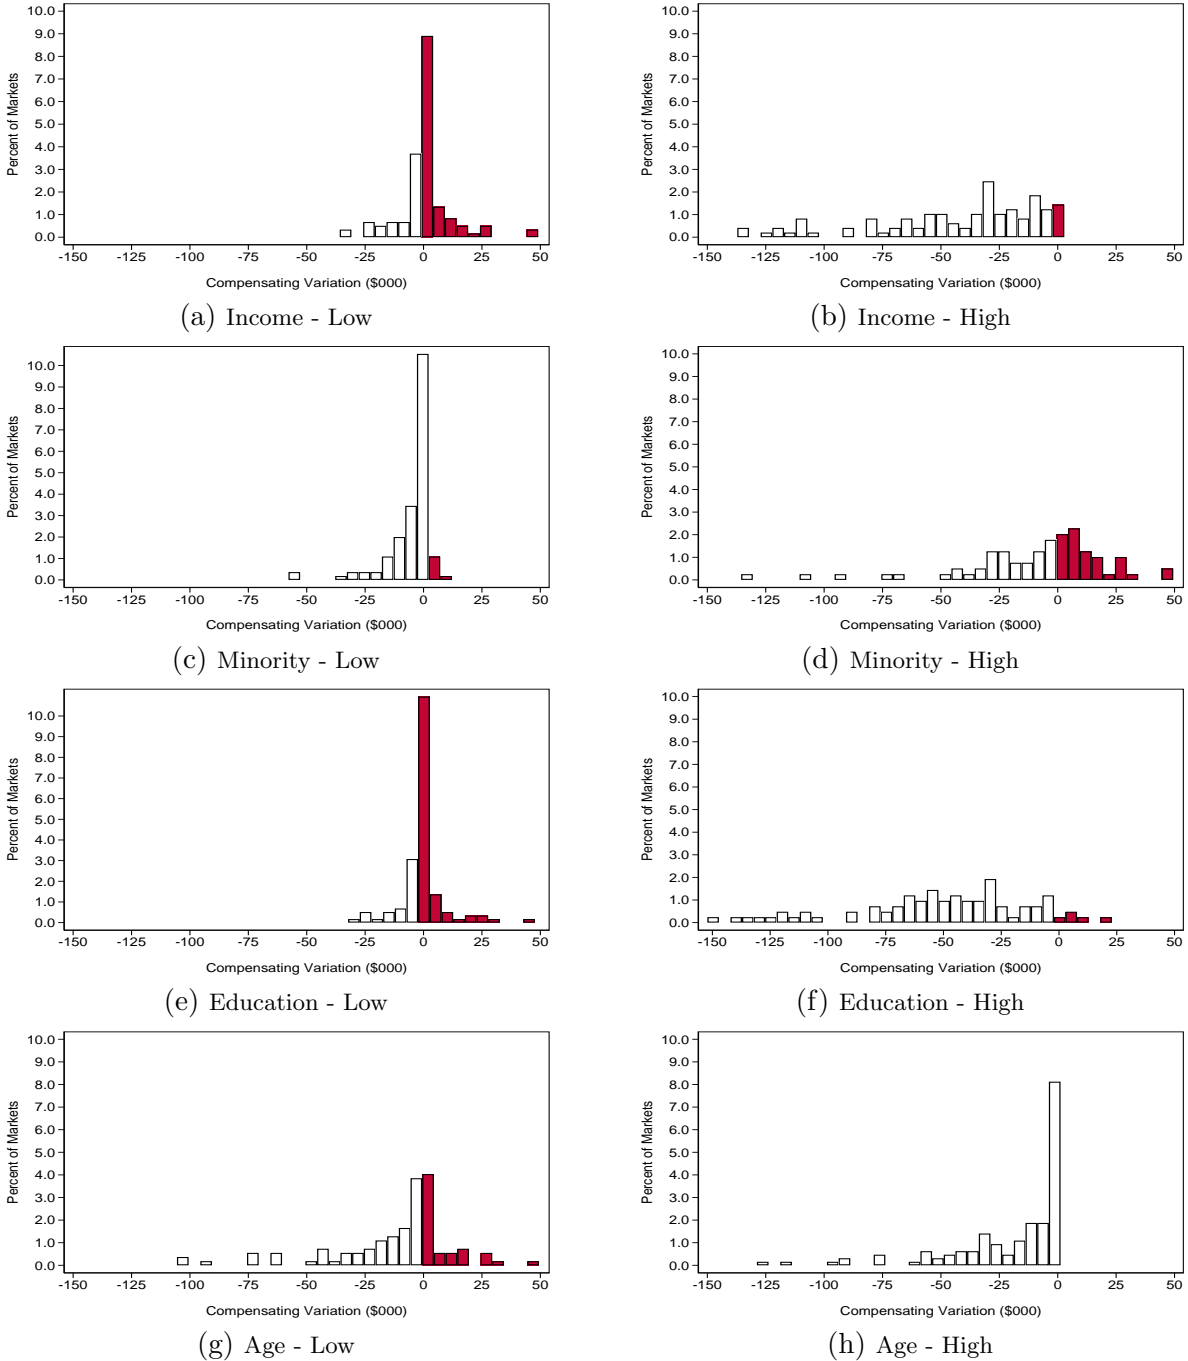 10.0
9.0
8.0
7.0
6.0
5.0
4.0
3.0
2.0
1.0
0.0
Percent of Markets
-150 -125 -100 -75 -50 -25 0 25 50
Compensating Variation ($000)
(a) Income - Low
10.0
9.0
8.0
7.0
6.0
5.0
4.0
3.0
2.0
1.0
0.0
Percent of Markets
-150 -125 -100 -75 -50 -25 0 25 50
Compensating Variation ($000)
(b) Income - High
10.0
9.0
8.0
7.0
6.0
5.0
4.0
3.0
2.0
1.0
0.0
Percent of Markets
-150 -125 -100 -75 -50 -25 0 25 50
Compensating Variation ($000)
(c) Minority - Low
10.0
9.0
8.0
7.0
6.0
5.0
4.0
3.0
2.0
1.0
0.0
Percent of Markets
-150 -125 -100 -75 -50 -25 0 25 50
Compensating Variation ($000)
(d) Minority - High
10.0
9.0
8.0
7.0
6.0
5.0
4.0
3.0
2.0
1.0
0.0
Percent of Markets
-150 -125 -100 -75 -50 -25 0 25 50
Compensating Variation ($000)
(e) Education - Low
10.0
9.0
8.0
7.0
6.0
5.0
4.0
3.0
2.0
1.0
0.0
Percent of Markets
-150 -125 -100 -75 -50 -25 0 25 50
Compensating Variation ($000)
(f) Education - High
10.0
9.0
8.0
7.0
6.0
5.0
4.0
3.0
2.0
1.0
0.0
Percent of Markets
-150 -125 -100 -75 -50 -25 0 25 50
Compensating Variation ($000)
(g) Age - Low
10.0
9.0
8.0
7.0
6.0
5.0
4.0
3.0
2.0
1.0
0.0
Percent of Markets
-150 -125 -100 -75 -50 -25 0 25 50
Compensating Variation ($000)
(h) Age - High